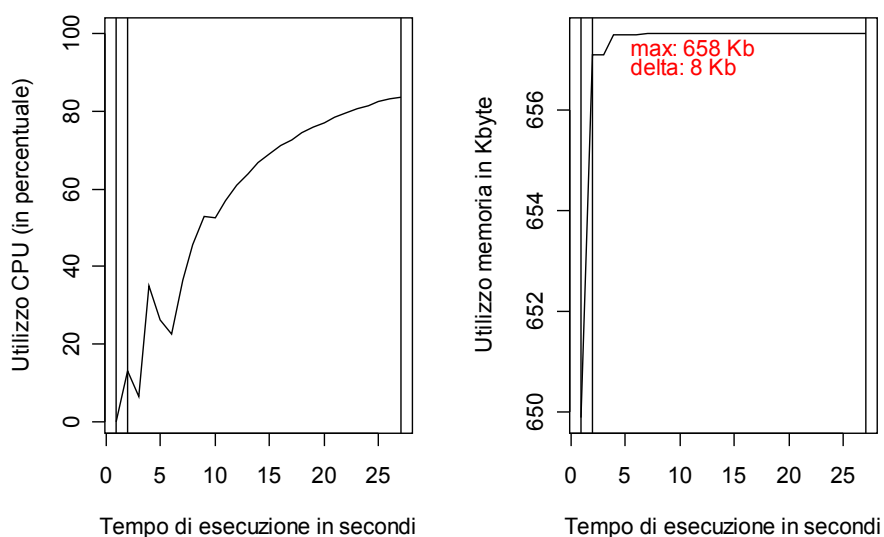 Utilizzo CPU (in percentuale)
100
80
60
40
20
0
0 5 10 15 20 25
Tempo di esecuzione in secondi
Utilizzo memoria in Kbyte
656
654
652
650
max: 658 Kb
delta: 8 Kb
0 5 10 15 20 25
Tempo di esecuzione in secondi